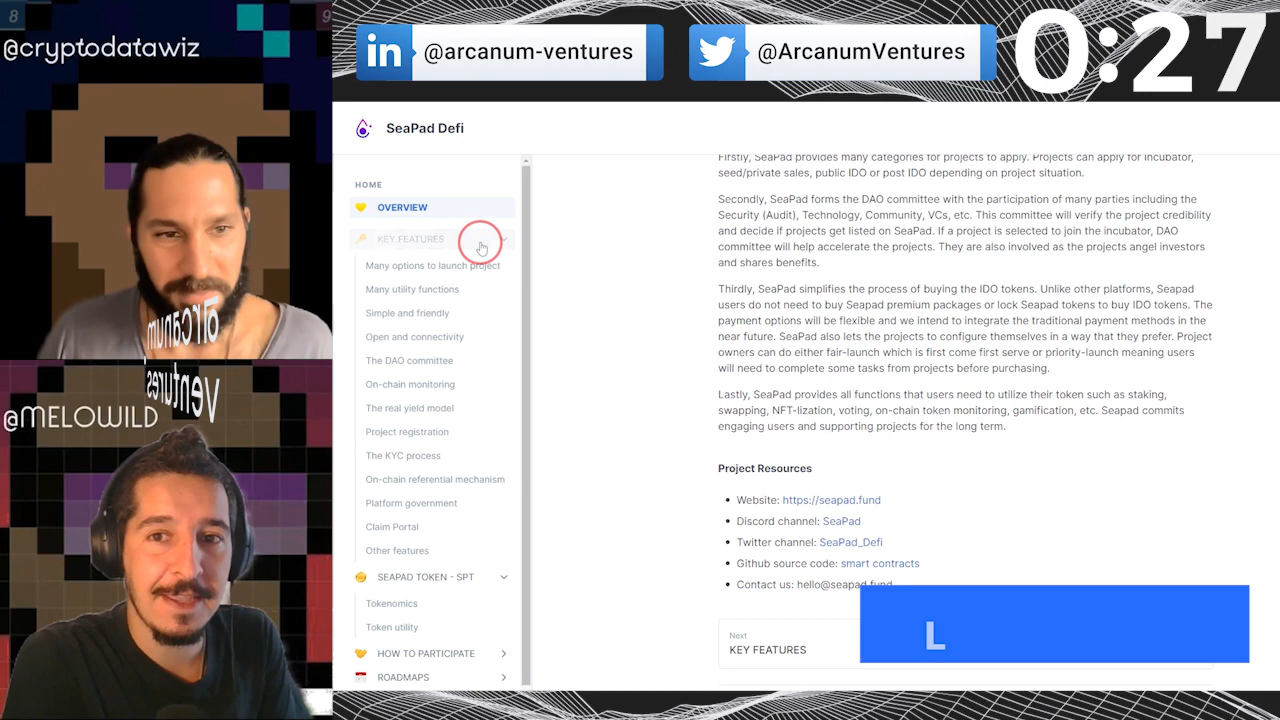 8
9
@cryptodatawiz
in @arcanum-ventures
@ArcanumVentures
0:27
SeaPad Defi
HOME
OVERVIEW
KEY FEATURES
Many options to launch project
Many utility functions
Simple and friendly
Open and connectivity
The DAO committee
On-chain monitoring
The real yield model
Project registration
The KYC process
On-chain referential mechanism
Platform government
Claim Portal
Other features
SEAPAD TOKEN - SPT
Tokenomics
Token utility
HOW TO PARTICIPATE
ROADMAPS
Firstly, SeaPad provides many categories for projects to apply. Projects can apply for Incubator,
seed/private sales, public IDO or post IDO depending on project situation.
Secondly, SeaPad forms the DAO committee with the participation of many parties including the
Security (Audit), Technology, Community, VCs, etc. This committee will verify the project credibility
and decide if projects get listed on SeaPad. If a project is selected to join the incubator, DAO
committee will help accelerate the projects. They are also involved as the projects angel investors
and shares benefits.
Thirdly, SeaPad simplifies the process of buying the IDO tokens. Unlike other platforms, Seapad
users do not need to buy Seapad premium packages or lock Seapad tokens to buy IDO tokens. The
payment options will be flexible and we intend to integrate the traditional payment methods in the
near future. SeaPad also lets the projects to configure themselves in a way that they prefer. Project
owners can do either fair-launch which is first come first serve or priority-launch meaning users
will need to complete some tasks from projects before purchasing.
Lastly, SeaPad provides all functions that users need to utilize their token such as staking,
swapping, NFT-lization, voting, on-chain token monitoring, gamification, etc. Seapad commits
engaging users and supporting projects for the long term.
Project Resources
• Website: https://seapad.fund
• Discord channel: SeaPad
• Twitter channel: SeaPad_Defi
• Github source code: smart contracts
• Contact us: hello@seapad.fund
Next
KEY FEATURES
L
arcanum
ventures
@MELOWILD